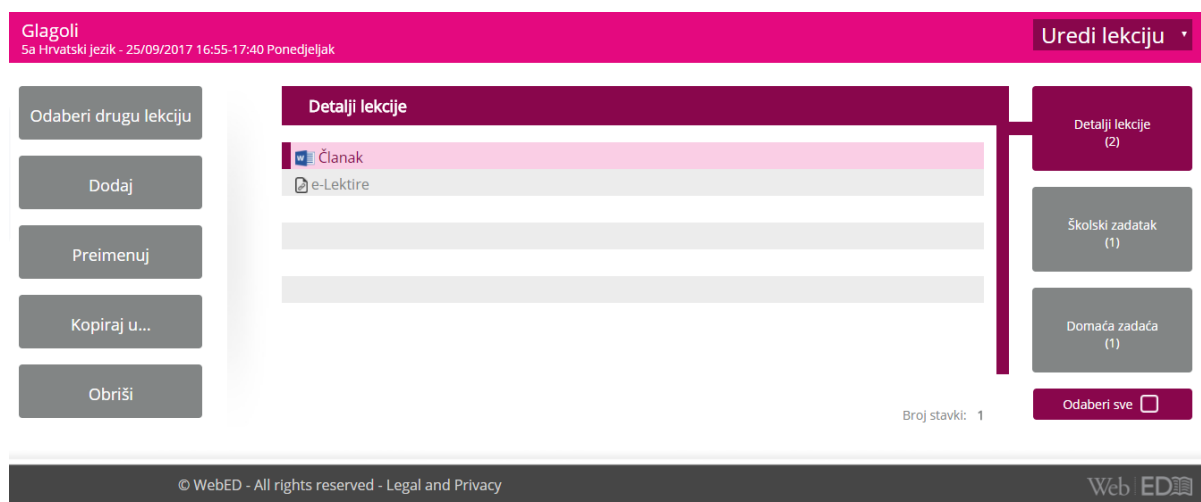 Glagoli
5a Hrvatski jezik - 25/09/2017 16:55-17:40 Ponedjeljak
Uredi lekciju
Odaberi drugu lekciju
Dodaj
Preimenuj
Kopiraj u...
Obriši
Detalji lekcije
Članak
e-Lektire
Broj stavki: 1
Detalji lekcije
(2)
Školski zadatak
(1)
Domaća zadaća
(1)
Odaberi sve
© WebED - All rights reserved - Legal and Privacy
Web ED